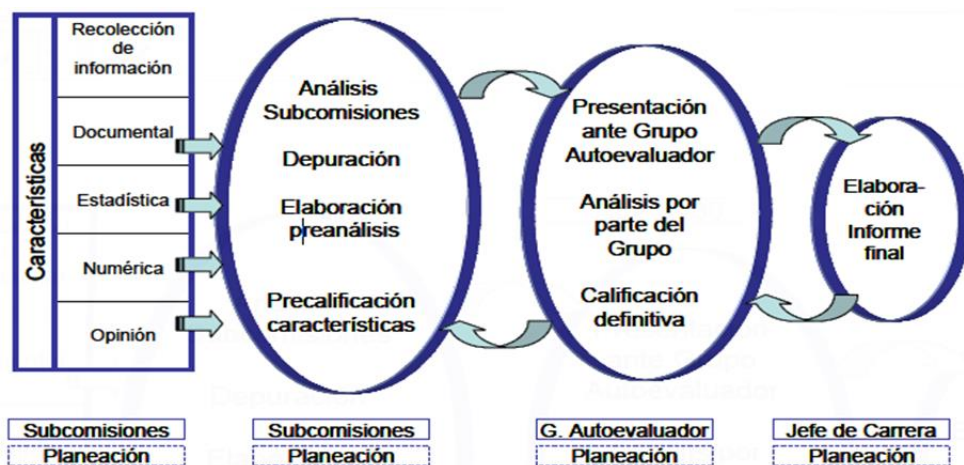 Características
Recolección
de
información
Documental
Estadística
Numérica
Opinión
Análisis
Subcomisiones
Depuración
Elaboración
preanálisis
Precalificación
características
Presentación
ante Grupo
Autoevaluador
Análisis por
parte del
Grupo
Calificación
definitiva
Elabora-
ción
Informe
final
Subcomisiones
Planeación
Subcomisiones
Planeación
G. Autoevaluador
Planeación
Jefe de Carrera
Planeación